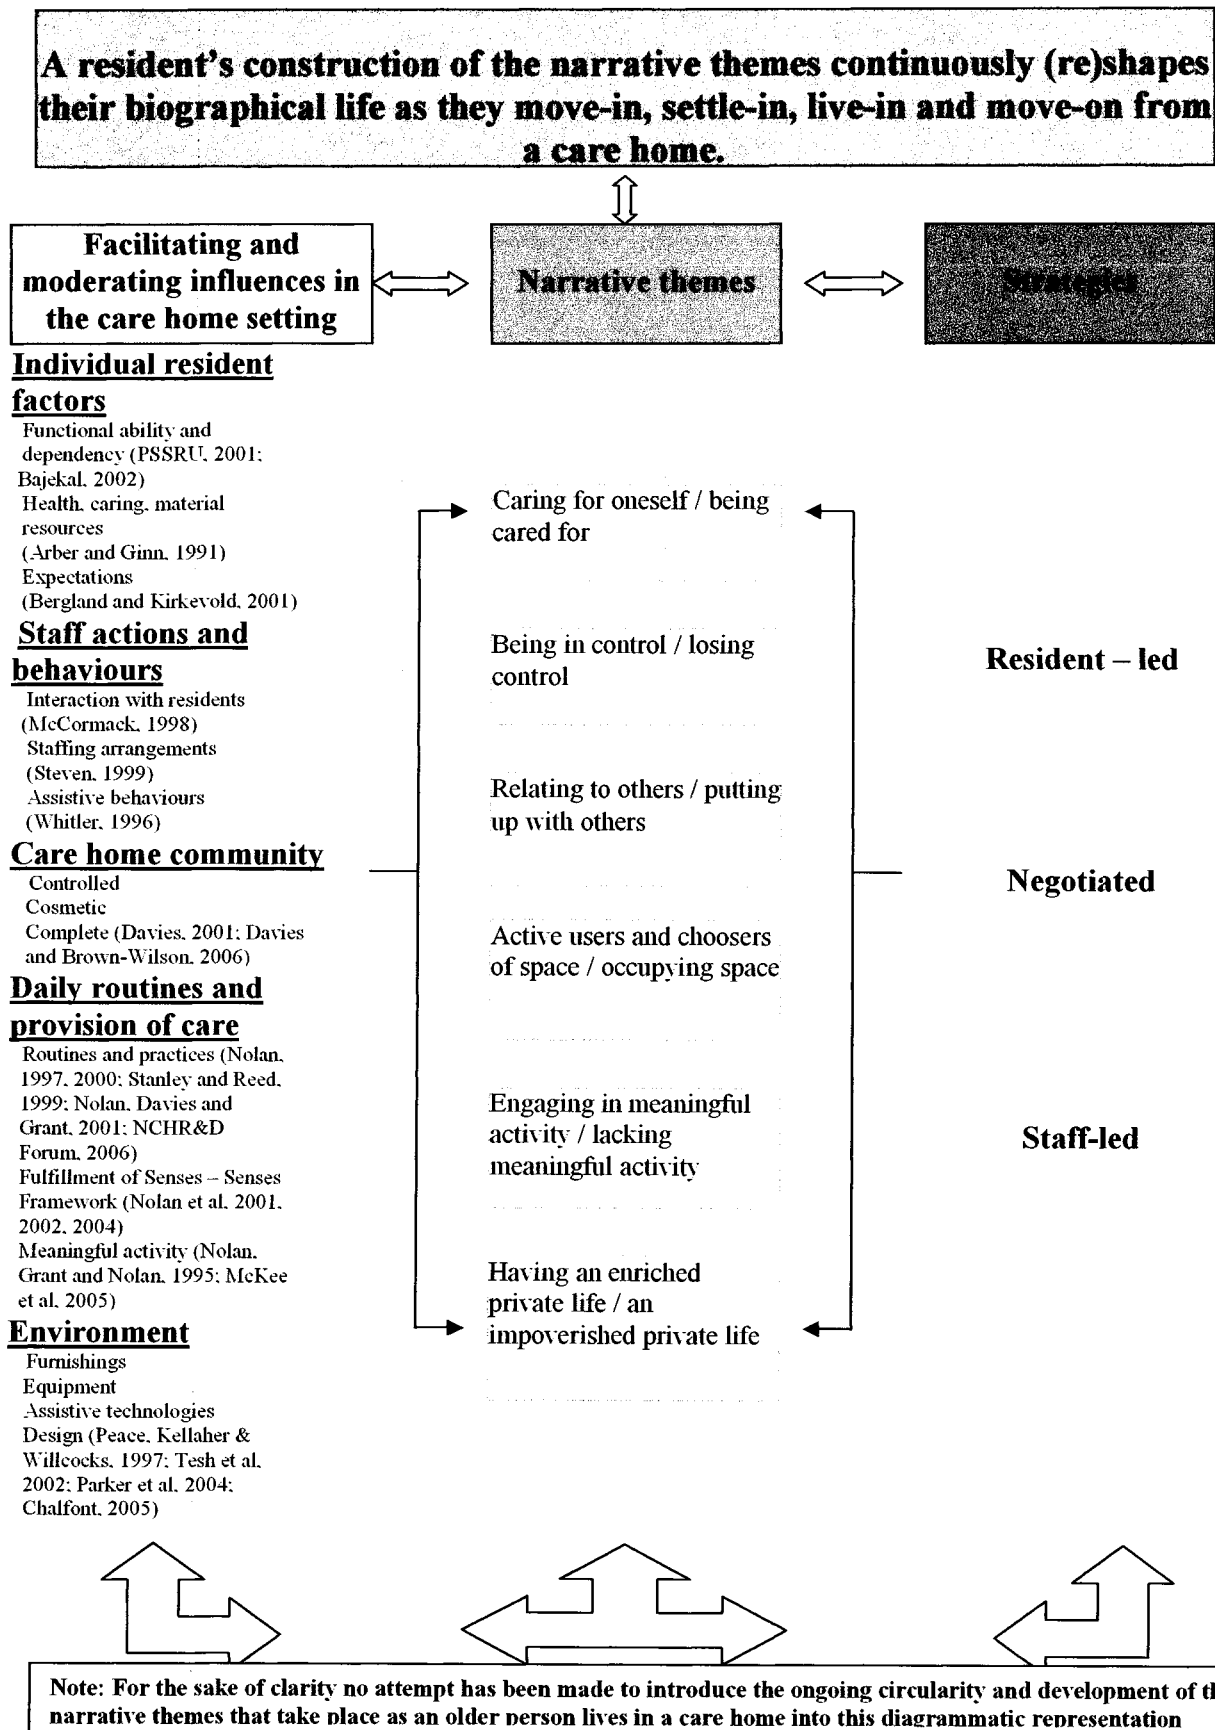 A resident's construction of the narrative themes continuously (re)shapes
their biographical life as they move-in, settle-in, live-in and move-on from
a care home.
Facilitating and
moderating influences in
the care home setting
Narrative themes
Strategies
Individual resident
factors
Functional ability and
dependency (PSSRU, 2001;
Bajekal, 2002)
Health, caring, material
resources
(Arber and Ginn, 1991)
Expectations
(Bergland and Kirkevold, 2001)
Staff actions and
behaviours
Interaction with residents
(McCormack, 1998)
Staffing arrangements
(Steven, 1999)
Assistive behaviours
(Whitler, 1996)
Care home community
Controlled
Cosmetic
Complete (Davies, 2001; Davies
and Brown-Wilson, 2006)
Daily routines and
provision of care
Routines and practices (Nolan,
1997, 2000; Stanley and Reed,
1999; Nolan, Davies and
Grant, 2001; NCHR&D
Forum, 2006)
Fulfillment of Senses – Senses
Framework (Nolan et al, 2001,
2002, 2004)
Meaningful activity (Nolan,
Grant and Nolan, 1995; McKee
et al, 2005)
Environment
Furnishings
Equipment
Assistive technologies
Design (Peace, Kellaher &
Willcocks, 1997; Tesh et al,
2002; Parker et al, 2004;
Chalfont, 2005)
Caring for oneself / being
cared for
Being in control / losing
control
Relating to others / putting
up with others
Active users and choosers
of space / occupying space
Engaging in meaningful
activity / lacking
meaningful activity
Having an enriched
private life / an
impoverished private life
Resident – led
Negotiated
Staff-led
Note: For the sake of clarity no attempt has been made to introduce the ongoing circularity and development of th
narrative themes that take place as an older person lives in a care home into this diagrammatic representation